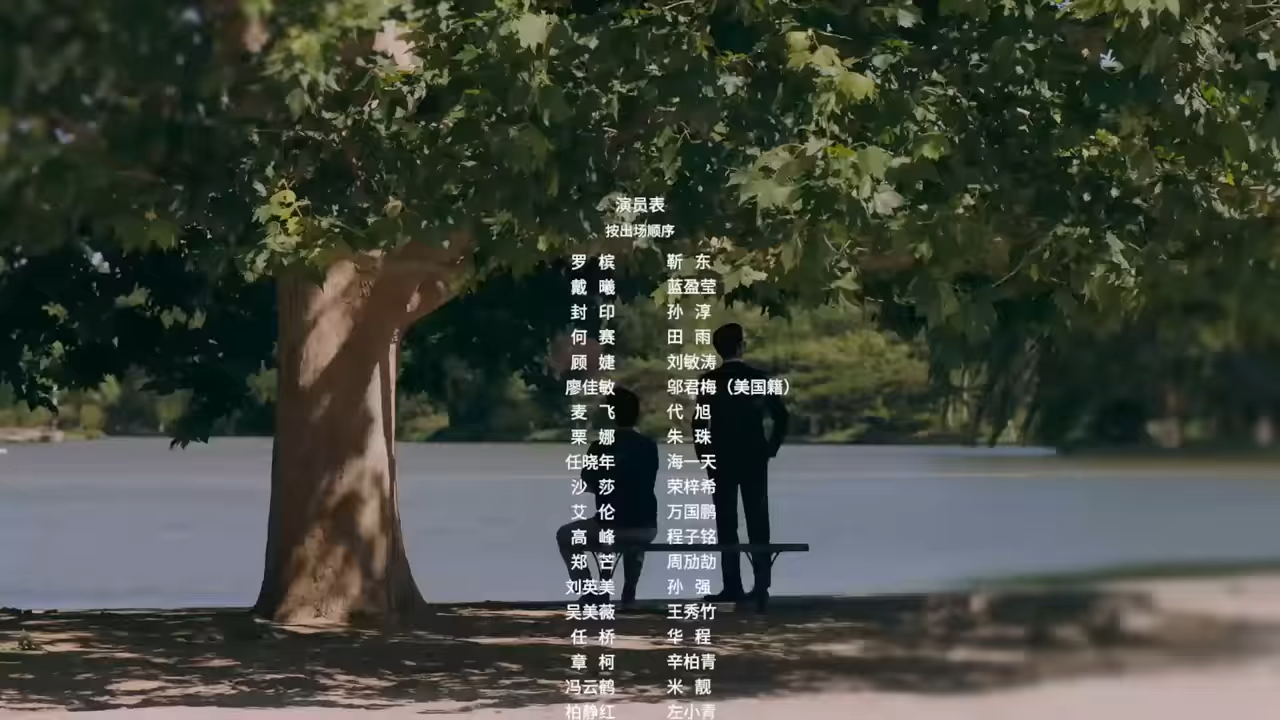 演员表
按出场顺序
罗 槟 靳 东
戴 曦 蓝盈莹
封 印 孙 淳
何 赛 田 雨
顾 婕 刘敏涛
廖佳敏 邬君梅（美国籍）
麦 飞 代 旭
栗 娜 朱 珠
任晓年 海一天
沙 莎 荣梓希
艾 伦 万国鹏
高 峰 程子铭
郑 芒 周劢劼
刘英美 孙 强
吴美薇 王秀竹
任 桥 华 程
章 柯 辛柏青
冯云鹤 米 靓
柏静红 左小青